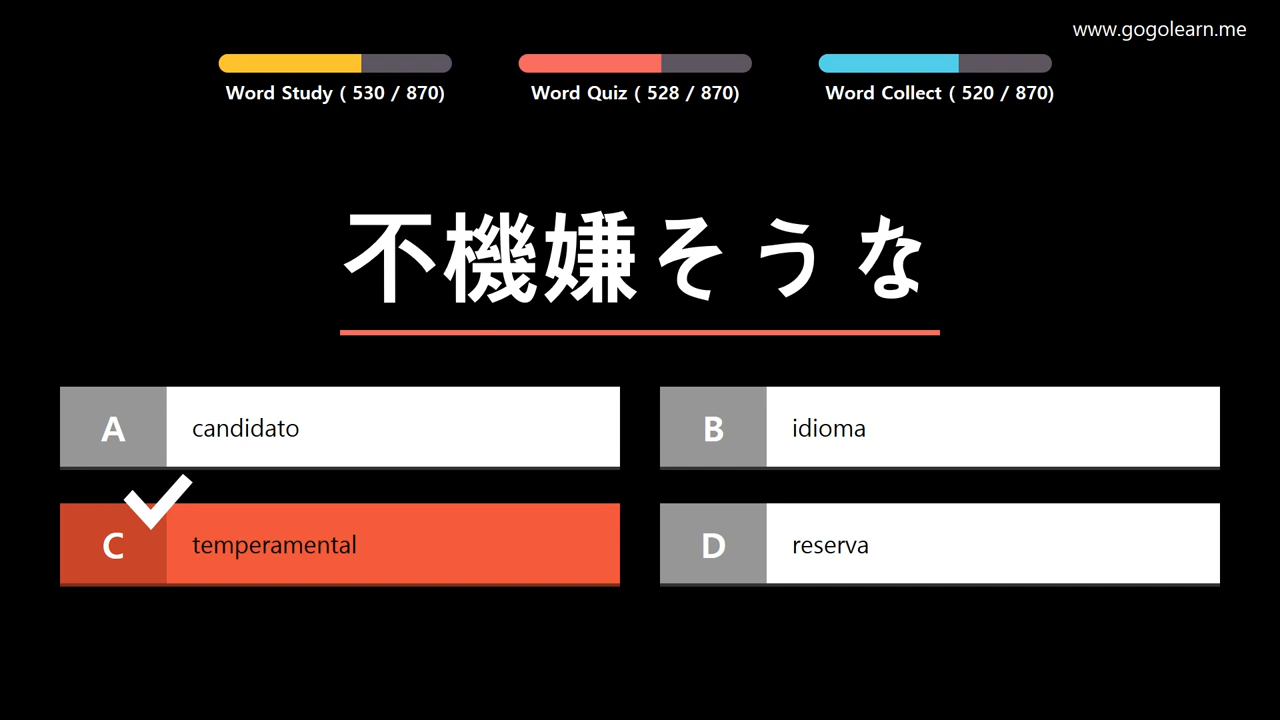 www.gogolearn.me
Word Study ( 530 / 870)
Word Quiz ( 528 / 870)
Word Collect ( 520 / 870)
不機嫌そうな
A candidato
B idioma
C temperamental
D reserva